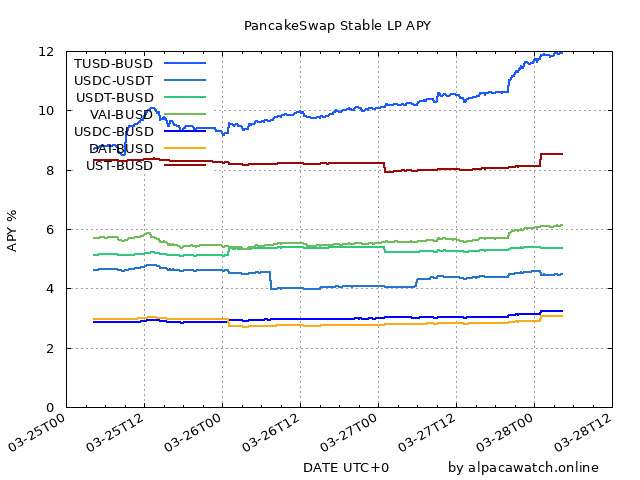 PancakeSwap Stable LP APY
APY %
12
10
8
6
4
2
0
TUSD-BUSD
USDC-USDT
USDT-BUSD
VAI-BUSD
USDC-BUSD
DAI-BUSD
UST-BUSD
03-25T00
03-25T12
03-26T00
03-26T12
03-27T00
03-27T12
03-28T00
03-28T12
DATE UTC+0
by alpacawatch.online